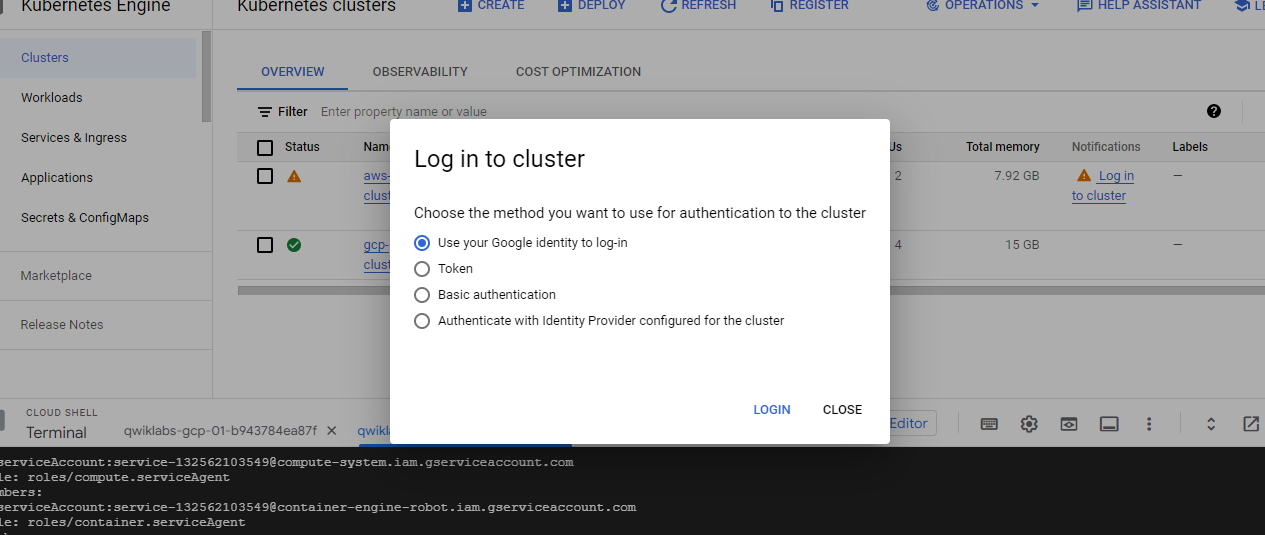 Kubernetes Engine
Kubernetes clusters
CREATE
DEPLOY
REFRESH
REGISTER
OPERATIONS
HELP ASSISTANT
Clusters
Workloads
Services & Ingress
Applications
Secrets & ConfigMaps
Marketplace
Release Notes
OVERVIEW
OBSERVABILITY
COST OPTIMIZATION
Filter Enter property name or value
Status
Total memory
Notifications
Labels
aws-
clust
2
7.92 GB
Log in
to cluster
—
gcp-
clust
4
15 GB
—
Log in to cluster
Choose the method you want to use for authentication to the cluster
Use your Google identity to log-in
Token
Basic authentication
Authenticate with Identity Provider configured for the cluster
LOGIN
CLOSE
CLOUD SHELL
Terminal
qwiklabs-gcp-01-b943784ea87f
qwikl
Editor
serviceAccount:service-132562103549@compute-system.iam.gserviceaccount.com
le: roles/compute.serviceAgent
mbers:
serviceAccount:service-132562103549@container-engine-robot.iam.gserviceaccount.com
le: roles/container.serviceAgent